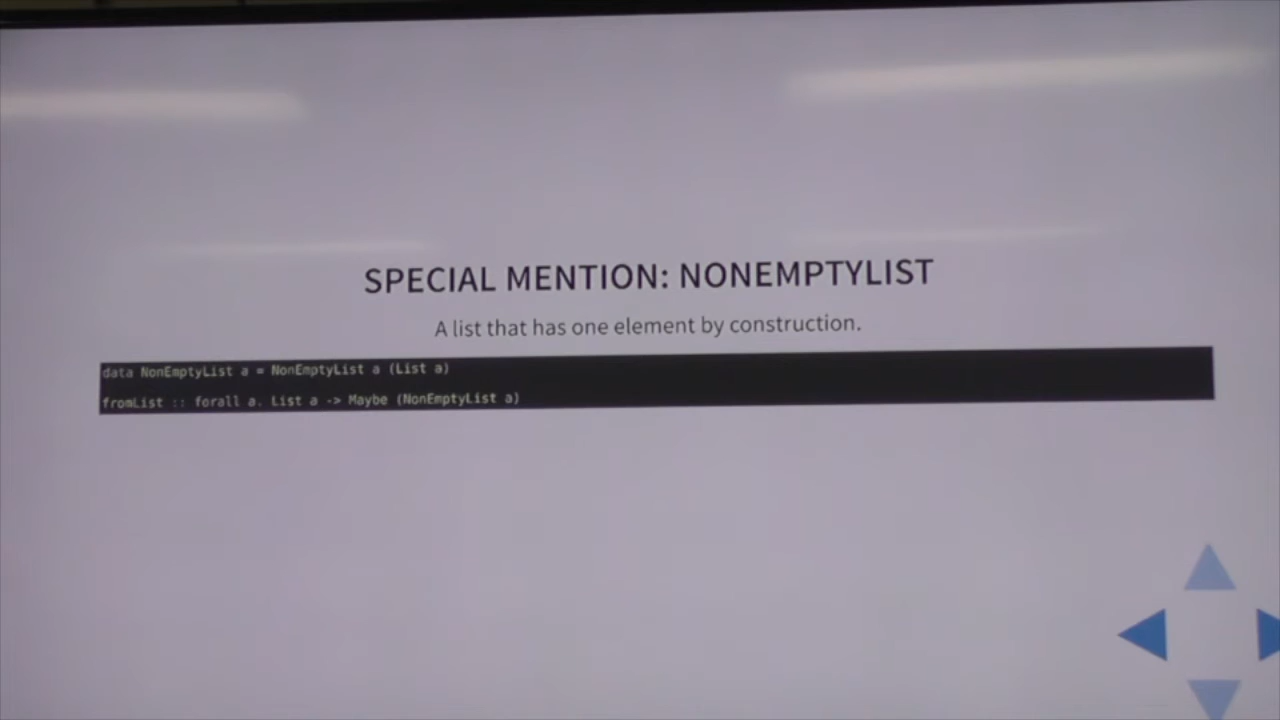 SPECIAL MENTION: NONEMPTYLIST
A list that has one element by construction.
data NonEmptyList a = NonEmptyList a (List a)
fromList :: forall a. List a -> Maybe (NonEmptyList a)